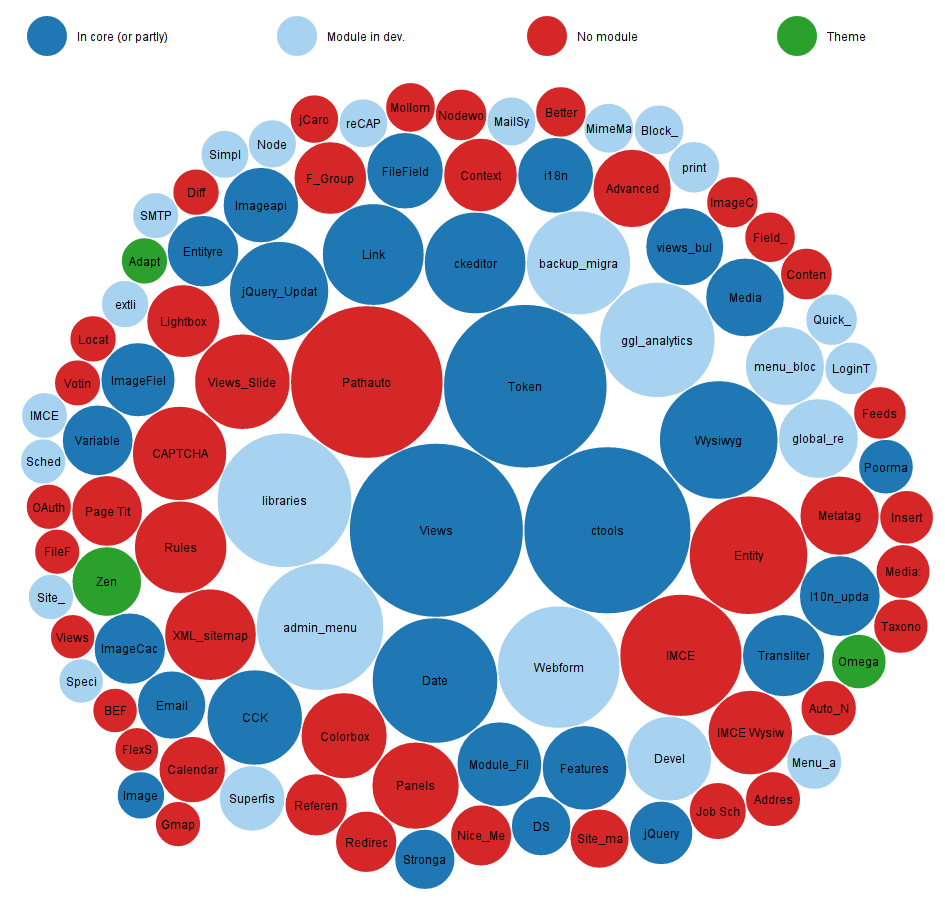 In core (or partly)
Module in dev.
No module
Theme
Mollom
Nodewo
Better
jCaro
reCAP
MailSy
MimeMa
Block_
Node
Simpl
print
FileField
Context
i18n
F_Group
Advanced
Diff
Imageapi
ImageC
SMTP
Field_
Entityre
Link
ckeditor
backup_migra
views_bul
Adapt
Conten
jQuery_Updat
Media
extli
Lightbox
Quick_
Locat
ggl_analytics
menu_bloc
LoginT
Votin
ImageFiel
Views_Slide
Pathauto
Token
IMCE
Feeds
Variable
Wysiwyg
global_re
Sched
CAPTCHA
Poorma
libraries
OAuth
Page Tit
Metatag
Insert
Views
ctools
FileF
Rules
Entity
Media:
Zen
Site_
l10n_upda
Views
XML_sitemap
admin_menu
Taxono
ImageCac
IMCE
Transliter
Omega
Webform
Speci
Date
BEF
Email
CCK
Auto_N
Colorbox
IMCE Wysiw
FlexS
Calendar
Module_Fil
Features
Devel
Menu_a
Image
Superfis
Referen
Panels
Addres
Gmap
Job Sch
Redirec
Nice_Me
DS
Site_ma
jQuery
Stronga